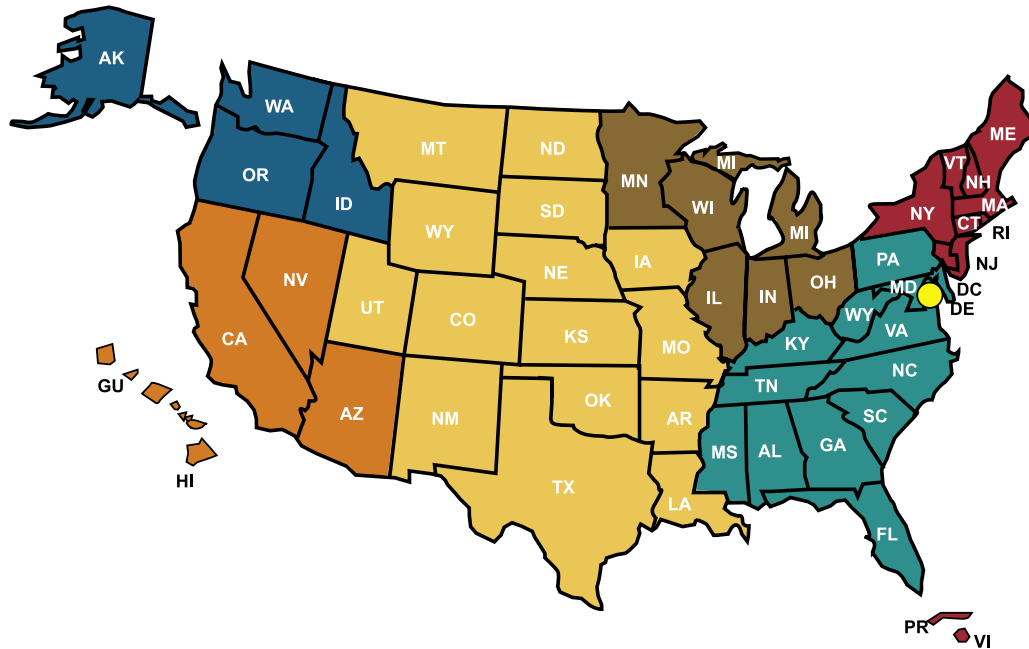 AK
WA
ME
MT
ND
VT
MI
OR
MN
NH
ID
SD
WI
MA
NY
CT
WY
MI
RI
PA
NJ
IA
NE
NV
OH
MD
DC
IL
IN
UT
DE
CO
WY
VA
KS
CA
MO
KY
GU
NC
TN
OK
AZ
SC
NM
AR
GA
MS
AL
HI
TX
LA
FL
PR
VI